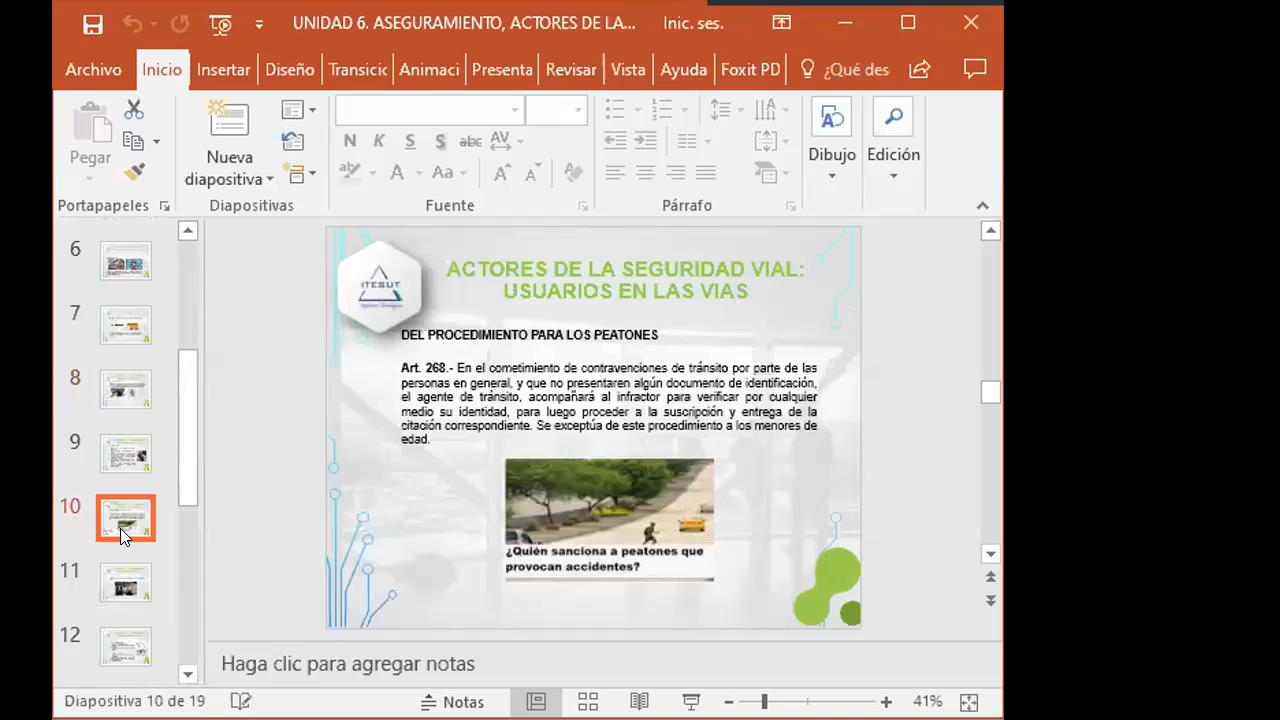 UNIDAD 6. ASEGURAMIENTO, ACTORES DE LA...
Inic. ses.
Archivo
Inicio
Insertar
Diseño
Transicic
Animaci
Presenta
Revisar
Vista
Ayuda
Foxit PD
¿Qué des
Pegar
Nueva
diapositiva
N K S S abc AV
A Aa A A
Dibujo
Edición
Portapapeles
Diapositivas
Fuente
Párrafo
6
7
8
9
10
11
12
ITESUT
ACTORES DE LA SEGURIDAD VIAL:
USUARIOS EN LAS VIAS
DEL PROCEDIMIENTO PARA LOS PEATONES
Art. 268.- En el cometimiento de contravenciones de tránsito por parte de las
personas en general, y que no presentaren algún documento de identificación,
el agente de tránsito, acompañará al infractor para verificar por cualquier
medio su identidad, para luego proceder a la suscripción y entrega de la
citación correspondiente. Se exceptúa de este procedimiento a los menores de
edad.
¿Quién sanciona a peatones que
provocan accidentes?
Haga clic para agregar notas
Diapositiva 10 de 19
Notas
41%